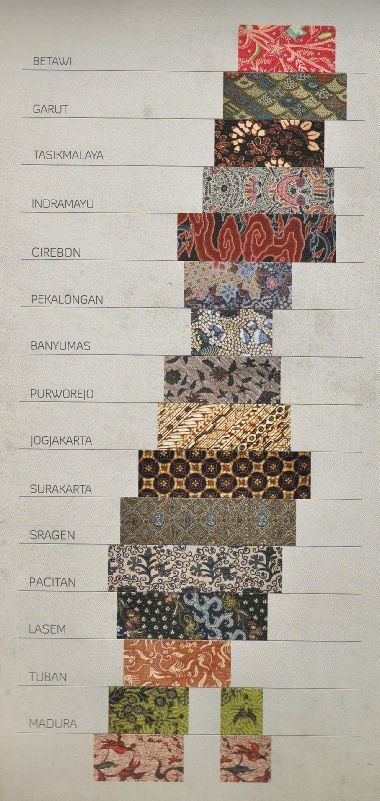 BETAWI
GARUT
TASIKMALAYA
INDRAMAYU
CIREBON
PEKALONGAN
BANYUMAS
PURWOREJO
JOGJAKARTA
SURAKARTA
SRAGEN
PACITAN
LASEM
TUBAN
MADURA